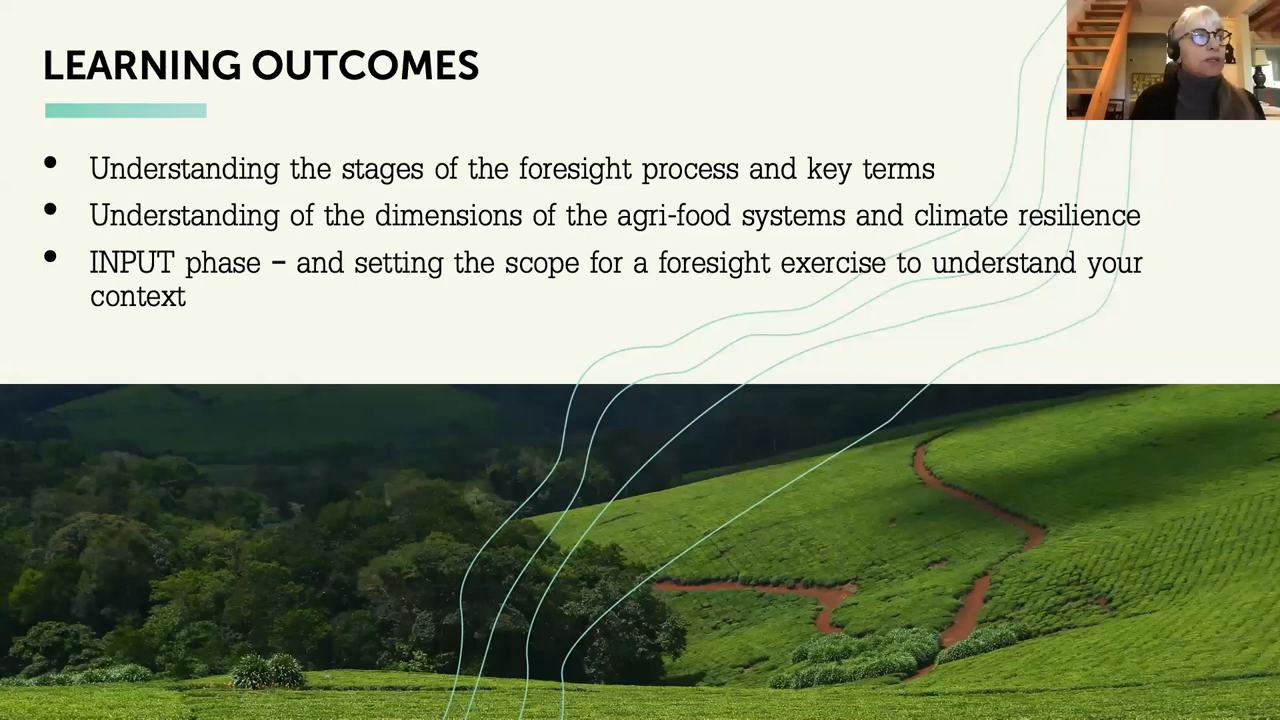 LEARNING OUTCOMES
• Understanding the stages of the foresight process and key terms
• Understanding of the dimensions of the agri-food systems and climate resilience
• INPUT phase – and setting the scope for a foresight exercise to understand your
context